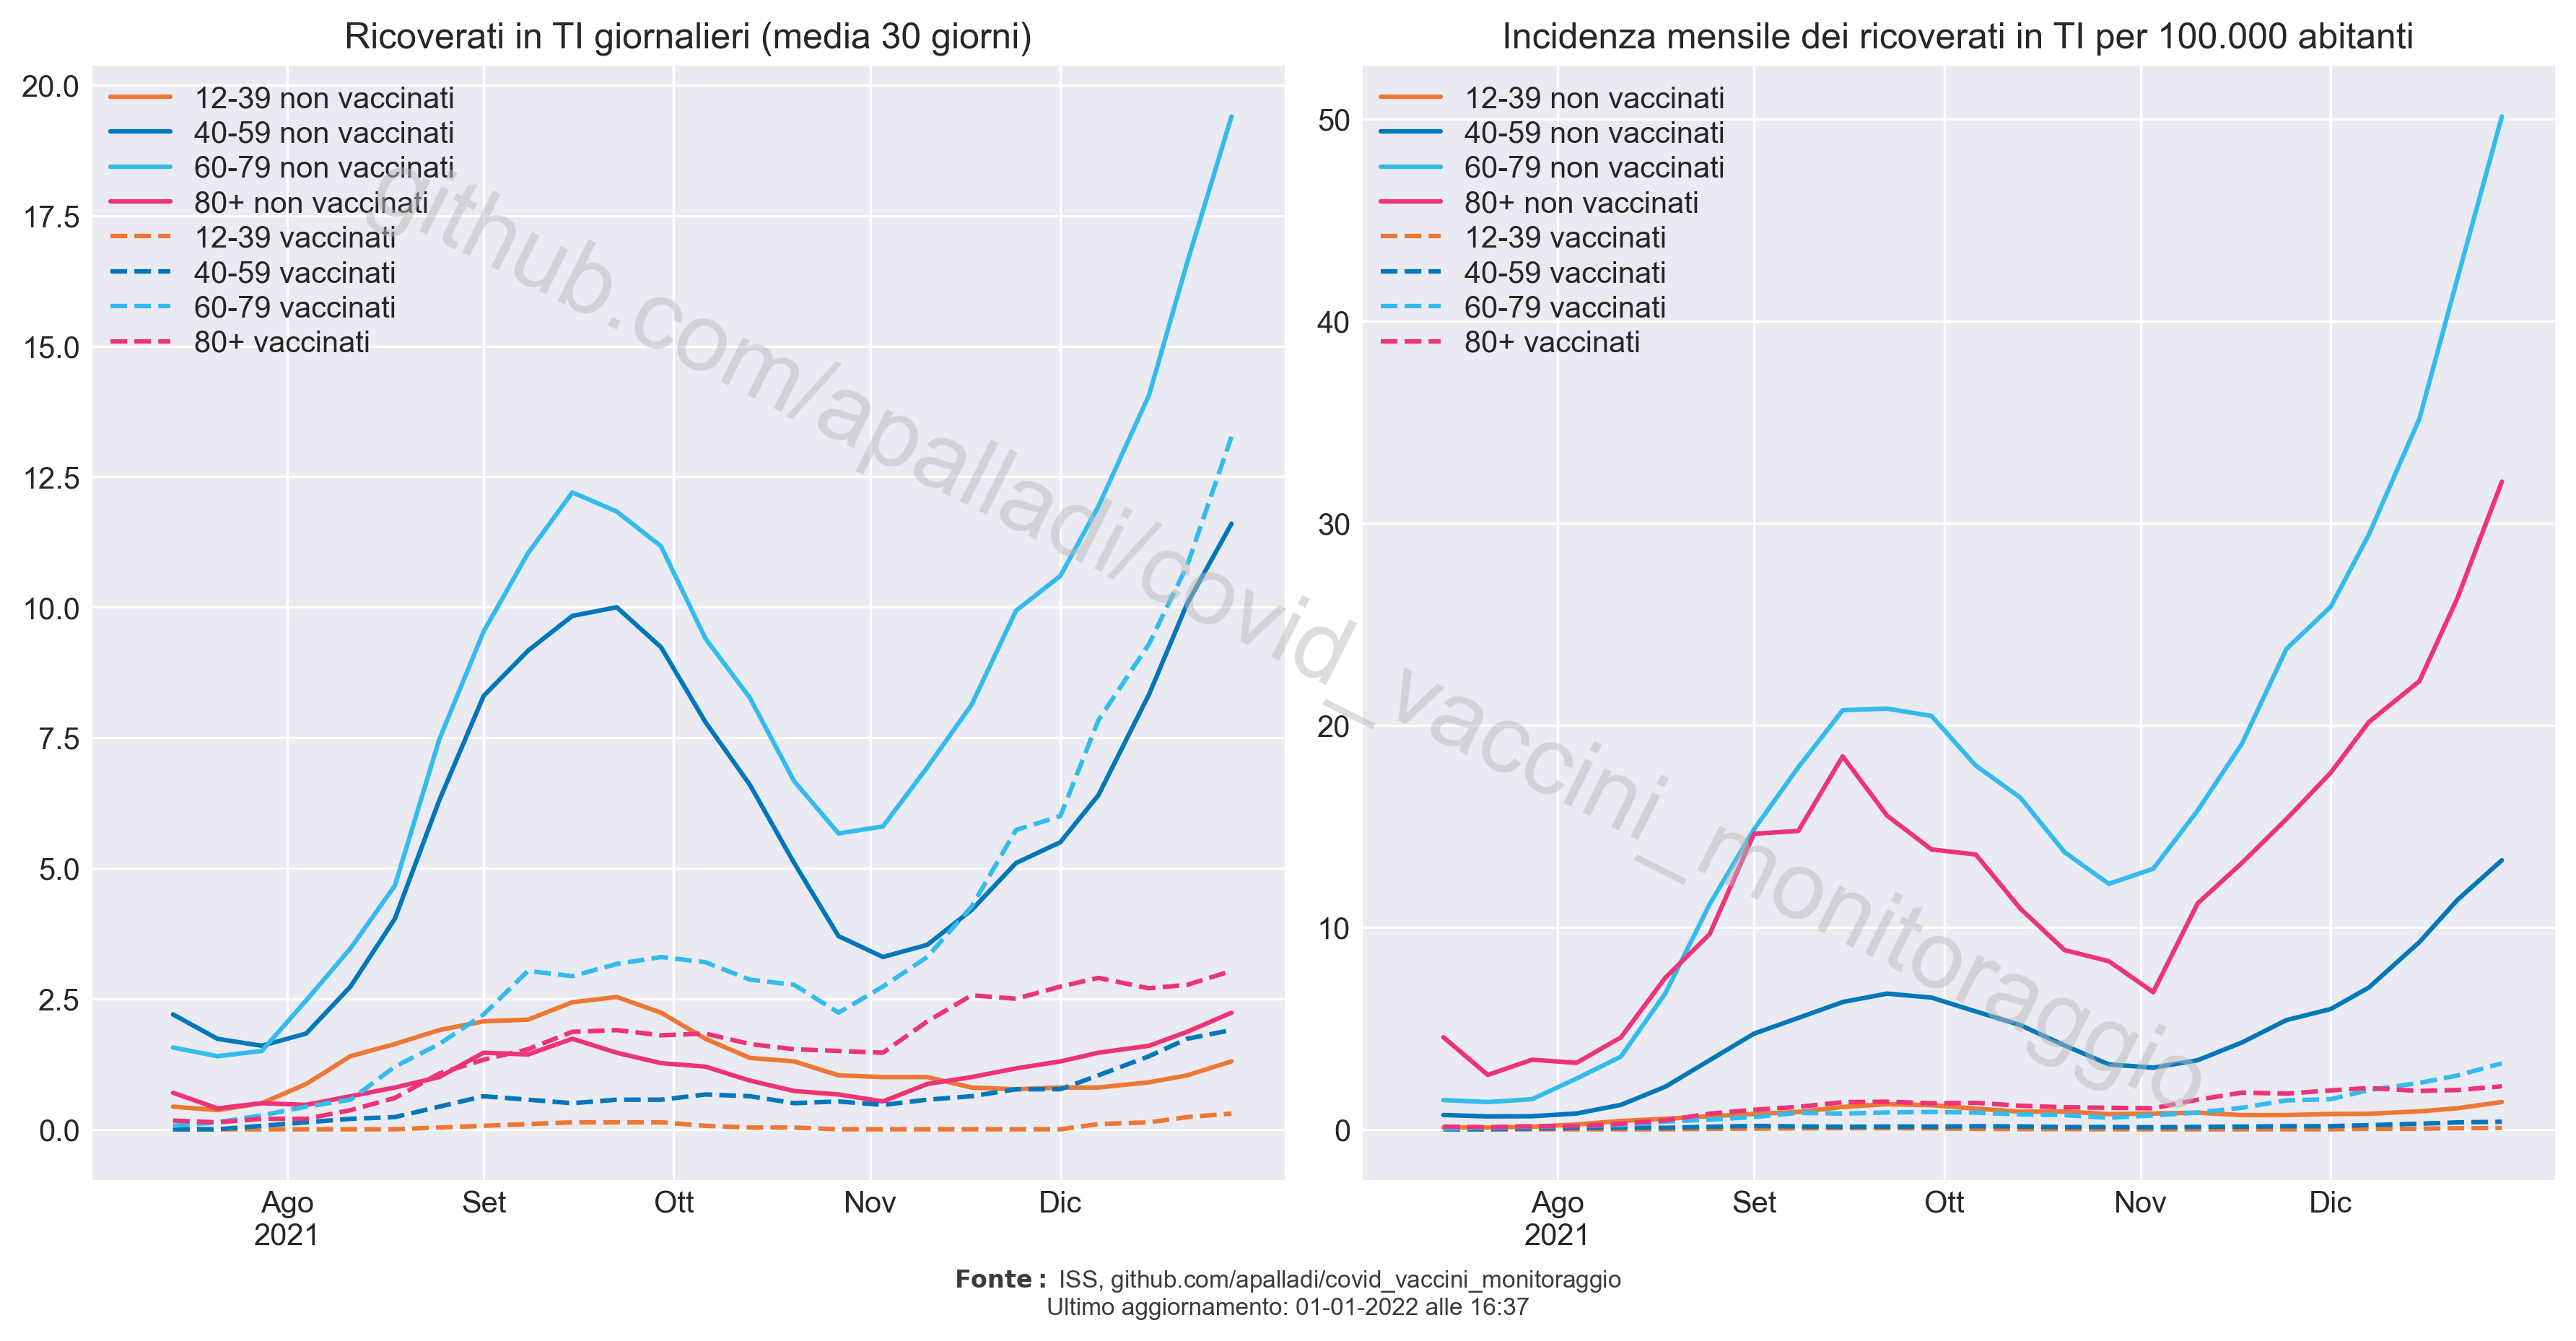 Ricoverati in TI giornalieri (media 30 giorni)
20.0
17.5
15.0
12.5
10.0
7.5
5.0
2.5
0.0
12-39 non vaccinati
40-59 non vaccinati
60-79 non vaccinati
80+ non vaccinati
12-39 vaccinati
40-59 vaccinati
60-79 vaccinati
80+ vaccinati
Ago
2021
Set
Ott
Nov
Dic
Incidenza mensile dei ricoverati in TI per 100.000 abitanti
50
40
30
20
10
0
12-39 non vaccinati
40-59 non vaccinati
60-79 non vaccinati
80+ non vaccinati
12-39 vaccinati
40-59 vaccinati
60-79 vaccinati
80+ vaccinati
Ago
2021
Set
Ott
Nov
Dic
github.com/apalladi/covid_vaccini_monitoraggio
Fonte: ISS, github.com/apalladi/covid_vaccini_monitoraggio
Ultimo aggiornamento: 01-01-2022 alle 16:37